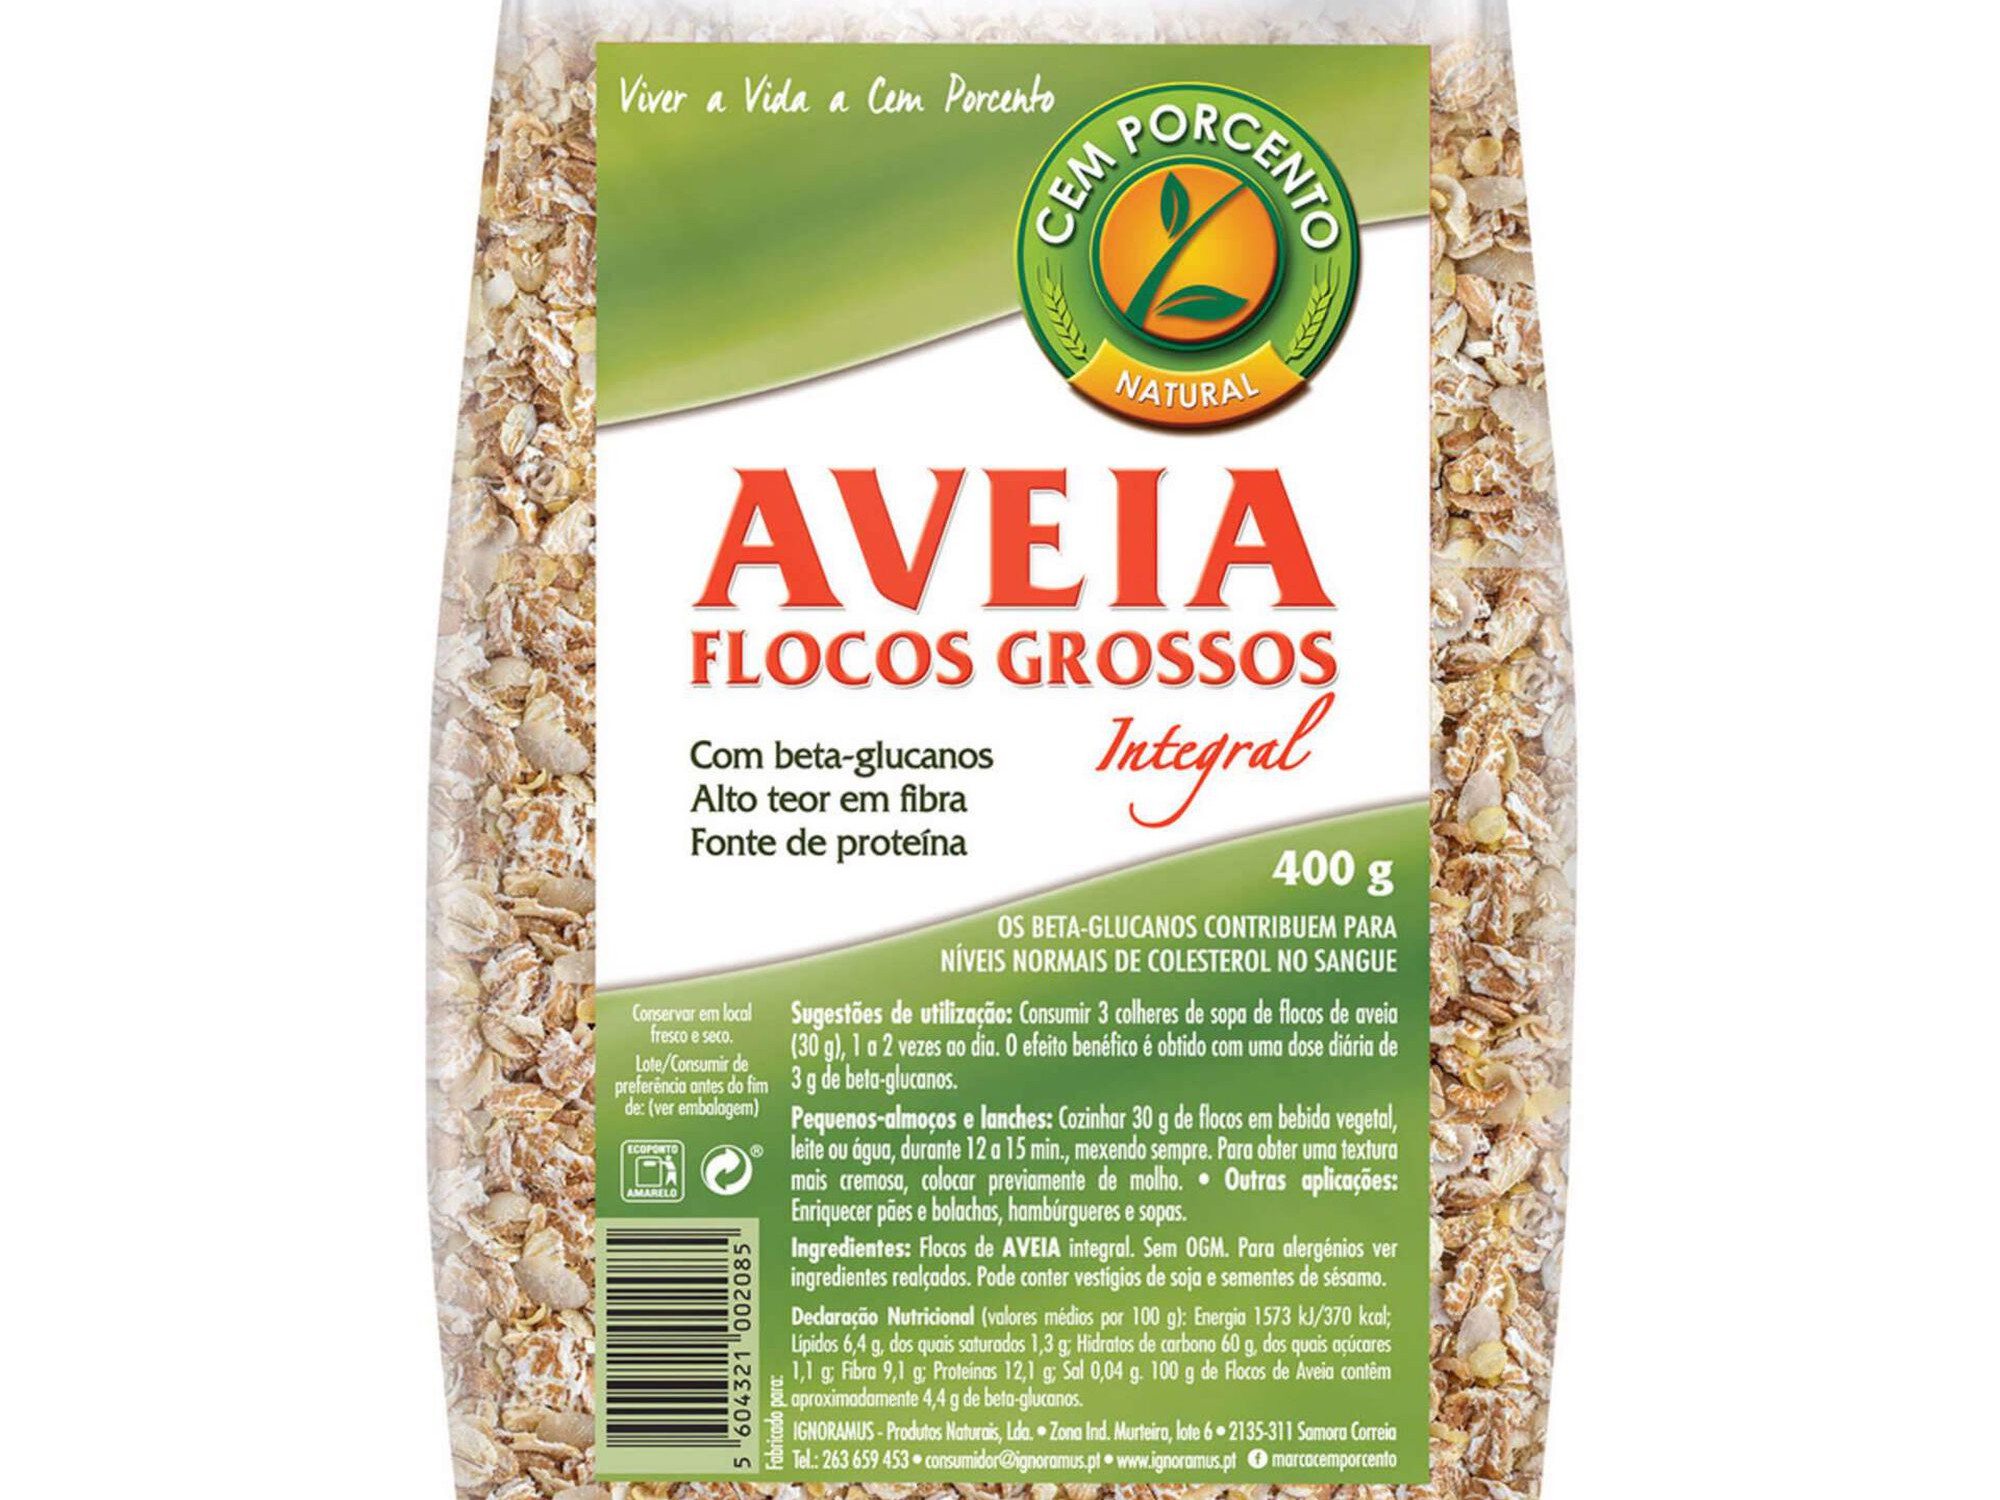 Viver a Vida a Cem Porcento
CEM PORCENTO
NATURAL
AVEIA
FLOCOS GROSSOS
Integral
Com beta-glucanos
Alto teor em fibra
Fonte de proteína
400 g
OS BETA-GLUCANOS CONTRIBUEM PARA
NÍVEIS NORMAIS DE COLESTEROL NO SANGUE
Conservar em local
fresco e seco.
Lote/Consumir de
preferência antes do fim
de: (ver embalagem)
ECOPONTO
AMARELO
®
5 604321 002085
Sugestões de utilização: Consumir 3 colheres de sopa de flocos de aveia
(30 g), 1 a 2 vezes ao dia. O efeito benéfico é obtido com uma dose diária de
3 g de beta-glucanos.
Pequenos-almoços e lanches: Cozinhar 30 g de flocos em bebida vegetal,
leite ou água, durante 12 a 15 min., mexendo sempre. Para obter uma textura
mais cremosa, colocar previamente de molho. • Outras aplicações:
Enriquecer pães e bolachas, hambúrgueres e sopas.
Ingredientes: Flocos de AVEIA integral. Sem OGM. Para alergénios ver
ingredientes realçados. Pode conter vestígios de soja e sementes de sésamo.
Declaração Nutricional (valores médios por 100 g): Energia 1573 kJ/370 kcal;
Lípidos 6,4 g, dos quais saturados 1,3 g; Hidratos de carbono 60 g, dos quais açúcares
1,1 g; Fibra 9,1 g; Proteínas 12,1 g; Sal 0,04 g. 100 g de Flocos de Aveia contêm
aproximadamente 4,4 g de beta-glucanos.
Fabricado para:
IGNORAMUS - Produtos Naturais, Lda. • Zona Ind. Murteira, lote 6 • 2135-311 Samora Correia
Tel.: 263 659 453 • consumidor@ignoramus.pt • www.ignoramus.pt f marcacemporcento